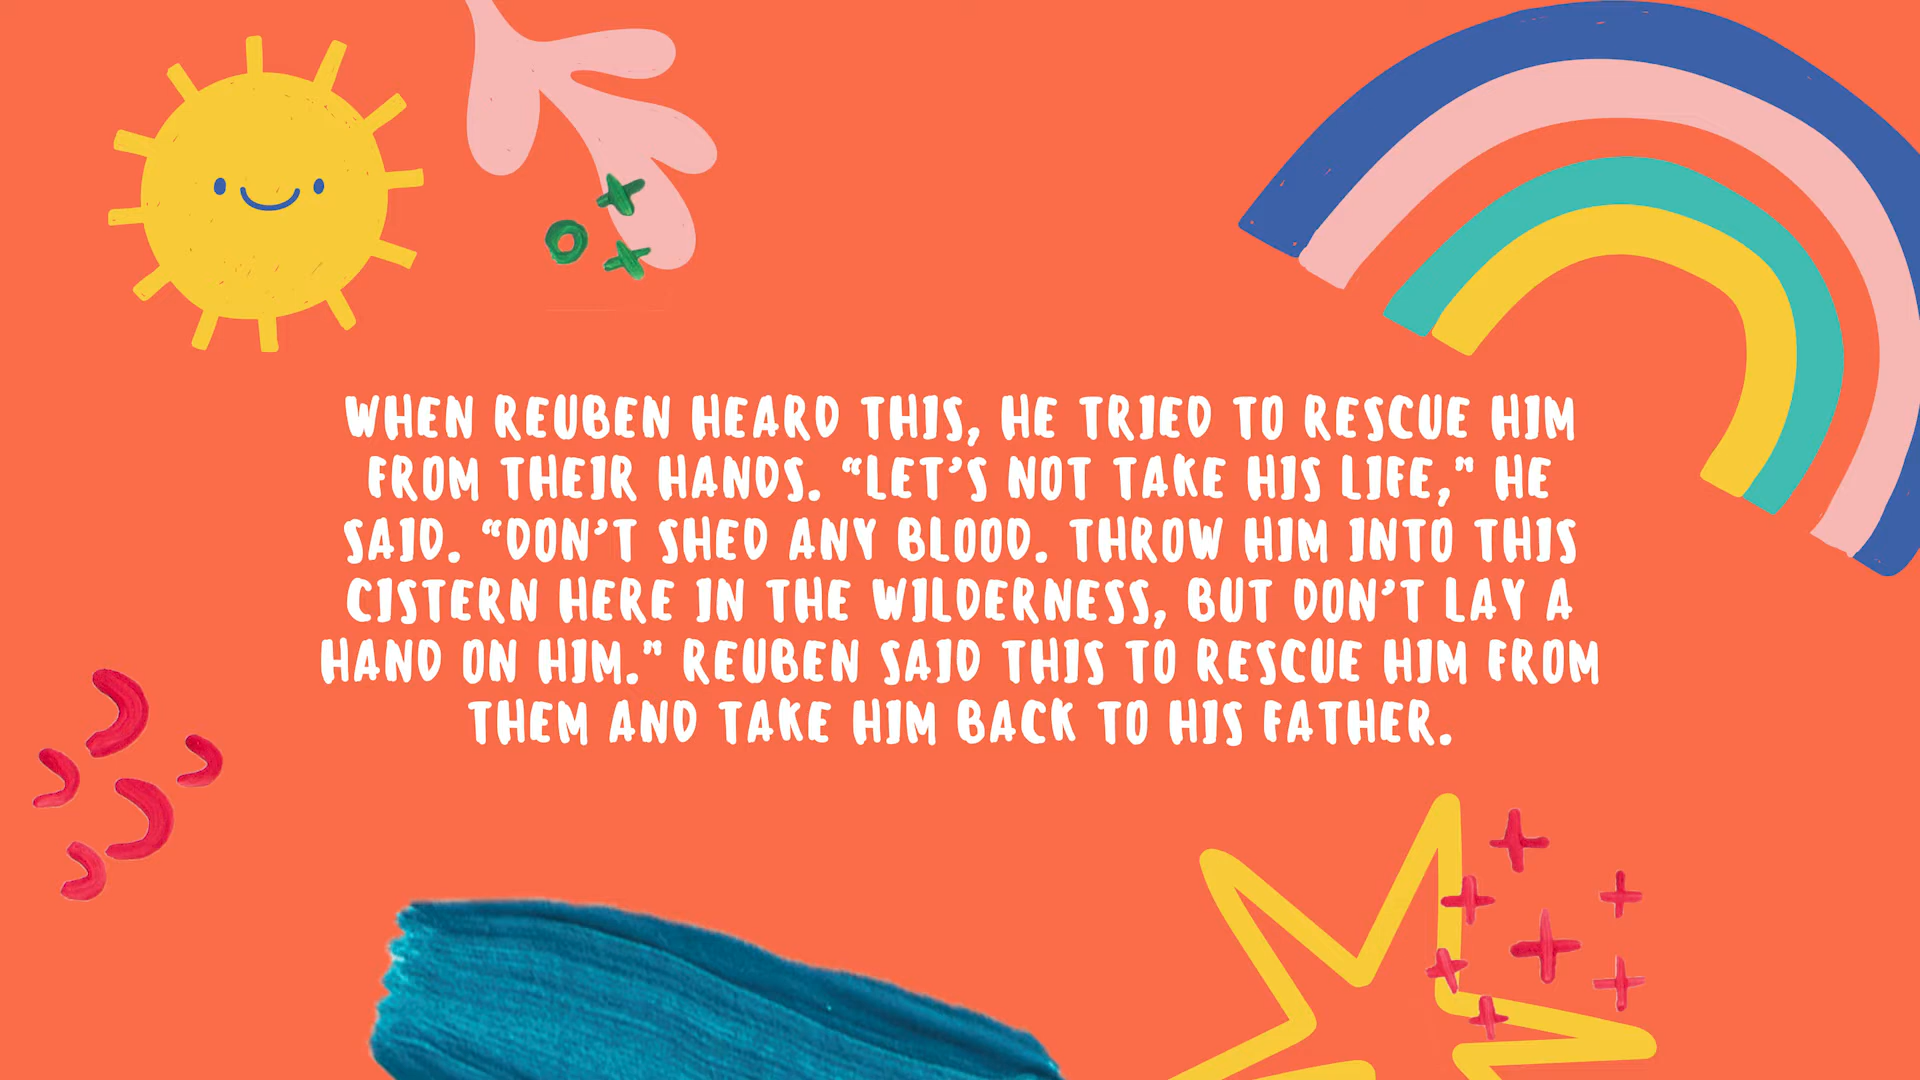 WHEN REUBEN HEARD THIS, HE TRIED TO RESCUE HIM
FROM THEIR HANDS. “LET’S NOT TAKE HIS LIFE,” HE
SAID. “DON’T SHED ANY BLOOD. THROW HIM INTO THIS
CISTERN HERE IN THE WILDERNESS, BUT DON’T LAY A
HAND ON HIM.” REUBEN SAID THIS TO RESCUE HIM FROM
THEM AND TAKE HIM BACK TO HIS FATHER.